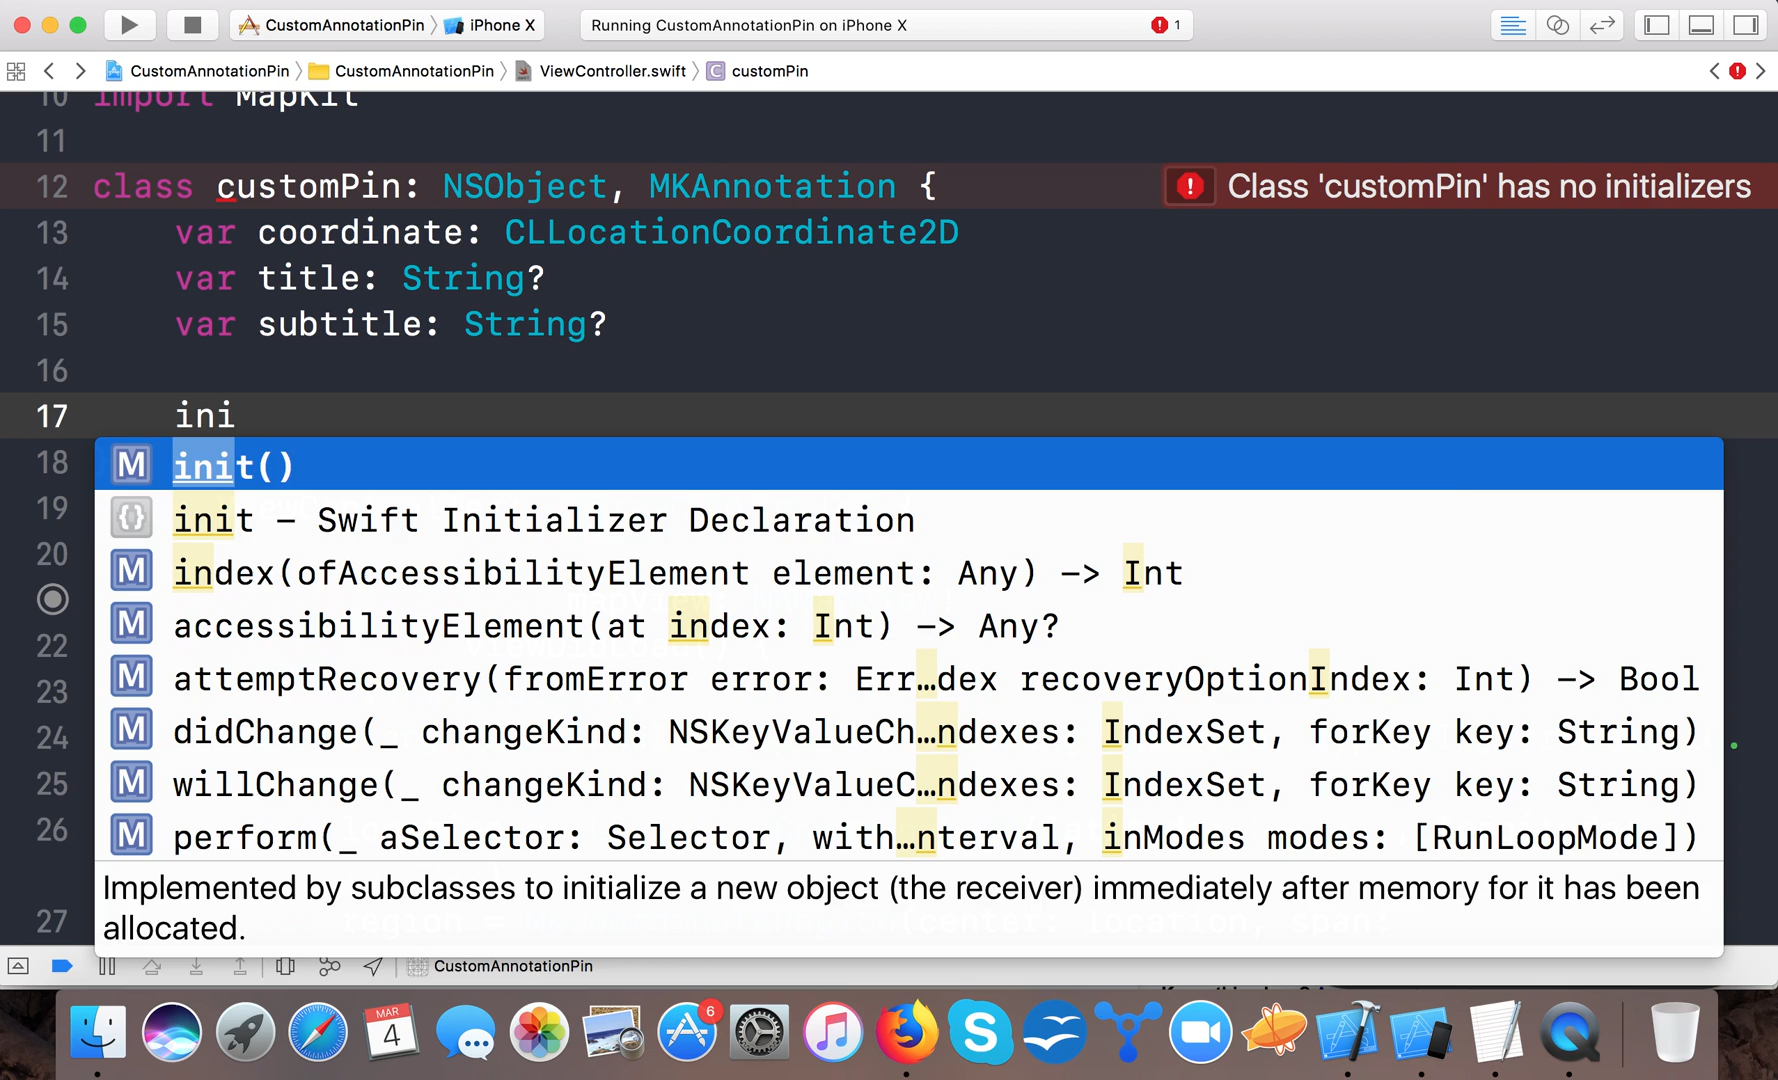 CustomAnnotationPin iPhone X
Running CustomAnnotationPin on iPhone X 1
CustomAnnotationPin CustomAnnotationPin ViewController.swift C customPin
10 import MapKit
11
12 class customPin: NSObject, MKAnnotation { Class 'customPin' has no initializers
13 var coordinate: CLLocationCoordinate2D
14 var title: String?
15 var subtitle: String?
16
17 ini
18 M init()
19 init – Swift Initializer Declaration
20 M index(ofAccessibilityElement element: Any) -> Int
M accessibilityElement(at index: Int) -> Any?
22
23 M attemptRecovery(fromError error: Err…dex recoveryOptionIndex: Int) -> Bool
24 M didChange(_ changeKind: NSKeyValueCh…ndexes: IndexSet, forKey key: String)
25 M willChange(_ changeKind: NSKeyValueC…ndexes: IndexSet, forKey key: String)
26 M perform(_ aSelector: Selector, with…nterval, inModes modes: [RunLoopMode])
Implemented by subclasses to initialize a new object (the receiver) immediately after memory for it has been
27 allocated.
region = (center: location, span:
CustomAnnotationPin
MAR
4
6
S